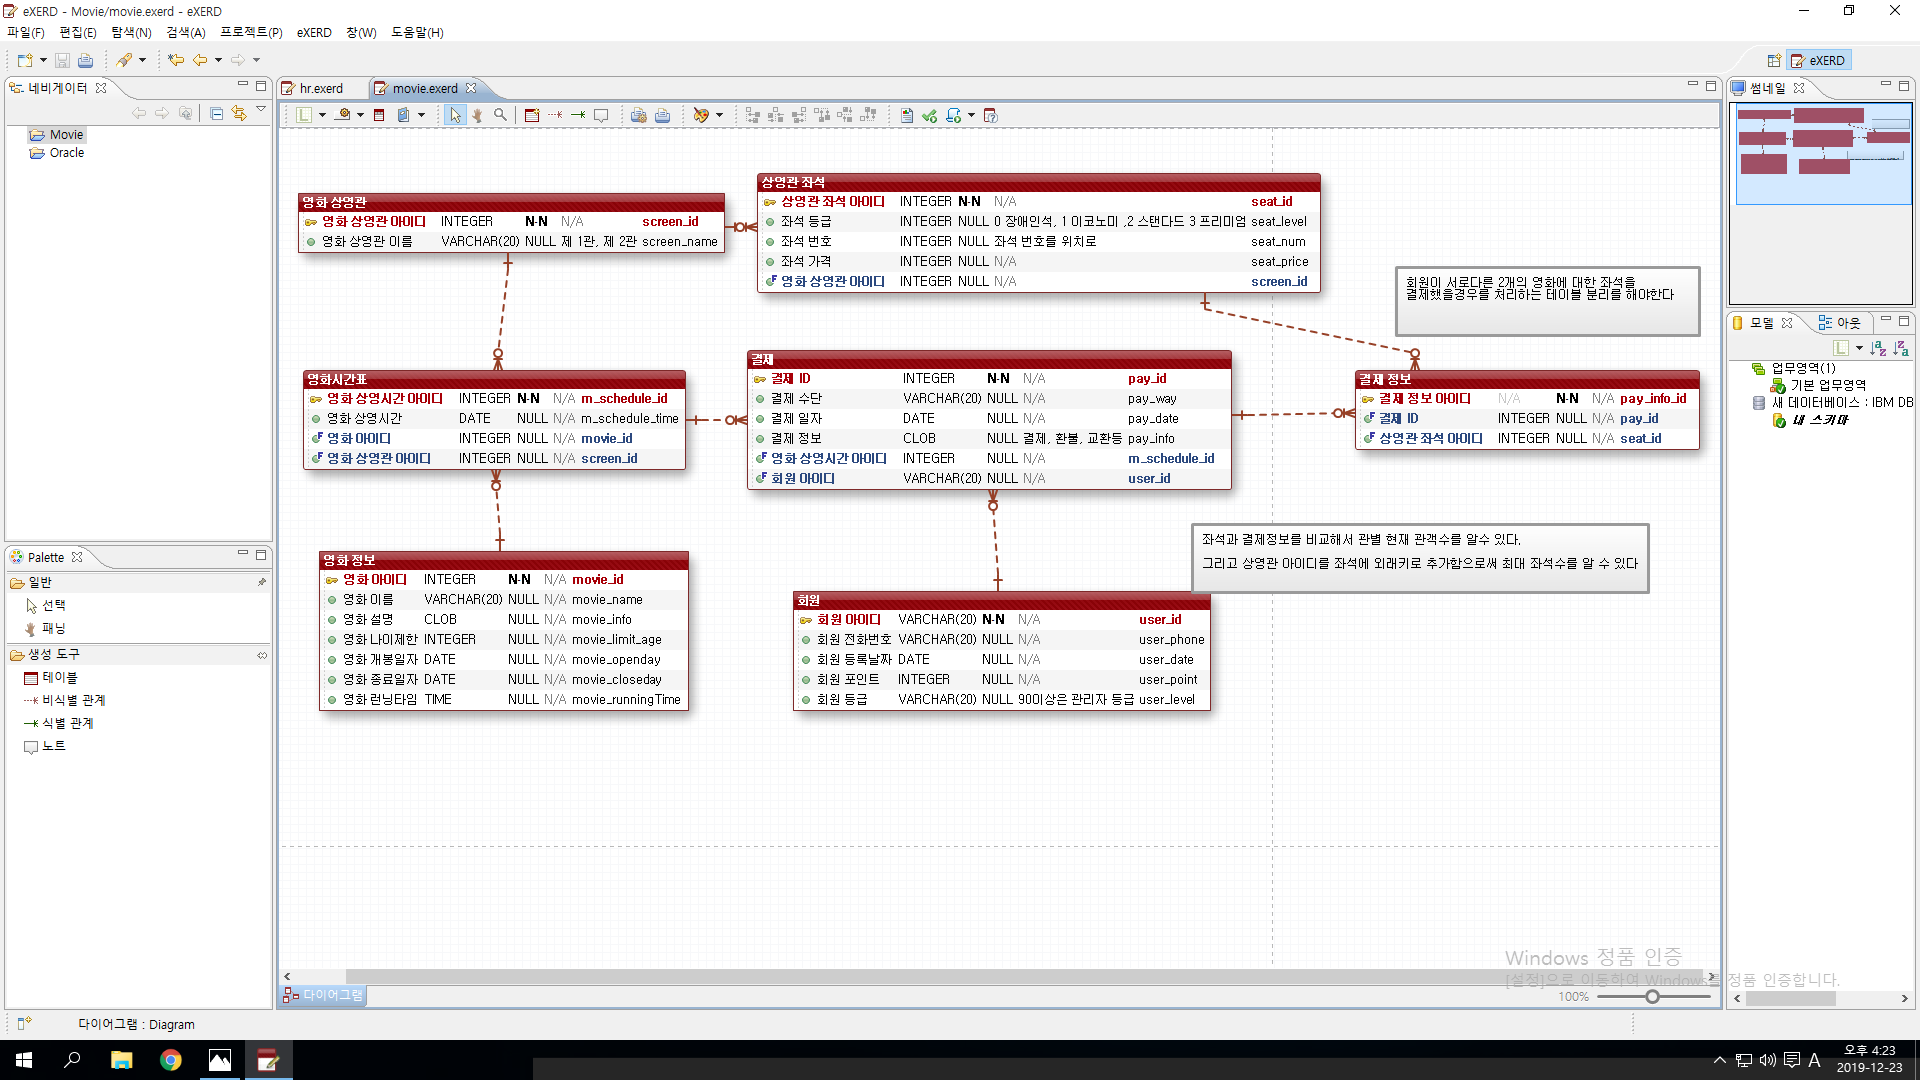 eXERD - Movie/movie.exerd - eXERD
파일(F) 편집(E) 탐색(N) 검색(A) 프로젝트(P) eXERD 창(W) 도움말(H)
eXERD
네비게이터
Movie
Oracle
hr.exerd
movie.exerd
영화 상영관
영화 상영관 아이디 INTEGER N-N N/A screen_id
영화 상영관 이름 VARCHAR(20) NULL 제 1관, 제 2관 screen_name
상영관 좌석
상영관 좌석 아이디 INTEGER N-N N/A seat_id
좌석 등급 INTEGER NULL 0 장애인석, 1 이코노미 ,2 스탠다드 3 프리미엄 seat_level
좌석 번호 INTEGER NULL 좌석 번호를 위치로 seat_num
좌석 가격 INTEGER NULL N/A seat_price
영화 상영관 아이디 INTEGER NULL N/A screen_id
회원이 서로다른 2개의 영화에 대한 좌석을
결제했을경우를 처리하는 테이블 분리를 해야한다
영화시간표
영화 상영시간 아이디 INTEGER N-N N/A m_schedule_id
영화 상영시간 DATE NULL N/A m_schedule_time
영화 아이디 INTEGER NULL N/A movie_id
영화 상영관 아이디 INTEGER NULL N/A screen_id
결제
결제 ID INTEGER N-N N/A pay_id
결제 수단 VARCHAR(20) NULL N/A pay_way
결제 일자 DATE NULL N/A pay_date
결제 정보 CLOB NULL 결제, 환불, 교환등 pay_info
영화 상영시간 아이디 INTEGER NULL N/A m_schedule_id
회원 아이디 VARCHAR(20) NULL N/A user_id
결제 정보
결제 정보 아이디 N/A N-N N/A pay_info_id
결제 ID INTEGER NULL N/A pay_id
상영관 좌석 아이디 INTEGER NULL N/A seat_id
좌석과 결제정보를 비교해서 관별 현재 관객수를 알수 있다.
그리고 상영관 아이디를 좌석에 외래키로 추가함으로써 최대 좌석수를 알 수 있다
영화 정보
영화 아이디 INTEGER N-N N/A movie_id
영화 이름 VARCHAR(20) NULL N/A movie_name
영화 설명 CLOB NULL N/A movie_info
영화 나이제한 INTEGER NULL N/A movie_limit_age
영화 개봉일자 DATE NULL N/A movie_openday
영화 종료일자 DATE NULL N/A movie_closeday
영화 런닝타임 TIME NULL N/A movie_runningTime
회원
회원 아이디 VARCHAR(20) N-N N/A user_id
회원 전화번호 VARCHAR(20) NULL N/A user_phone
회원 등록날짜 DATE NULL N/A user_date
회원 포인트 INTEGER NULL N/A user_point
회원 등급 VARCHAR(20) NULL 90이상은 관리자 등급 user_level
Palette
일반
선택
패닝
생성 도구
테이블
비식별 관계
식별 관계
노트
썸네일
모델 아웃
업무영역(1)
기본 업무영역
새 데이터베이스 : IBM DB
내 스키마
Windows 정품 인증
[설정]으로 이동하여 Windows를 정품 인증합니다.
다이어그램
100%
다이어그램 : Diagram
A
오후 4:23
2019-12-23